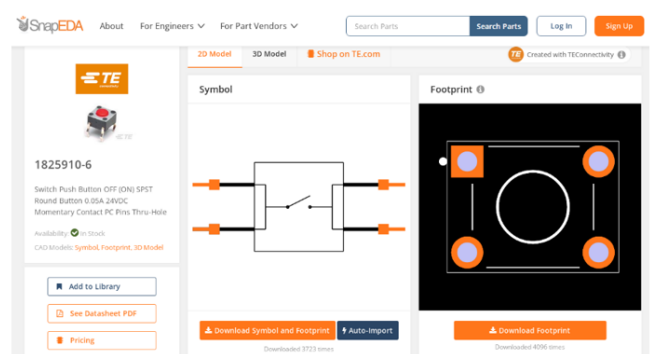 SnapEDA
About
For Engineers
For Part Vendors
Search Parts
Search Parts
Log In
Sign Up
2D Model
3D Model
Shop on TE.com
TE Created with TEConnectivity
TE
TE
1825910-6
Switch Push Button OFF (ON) SPST
Round Button 0.05A 24VDC
Momentary Contact PC Pins Thru-Hole
Availability: In Stock
CAD Models: Symbol, Footprint, 3D Model
Add to Library
See Datasheet PDF
Pricing
Symbol
Download Symbol and Footprint
Auto-Import
Downloaded 3723 times
Footprint
Download Footprint
Downloaded 4096 times